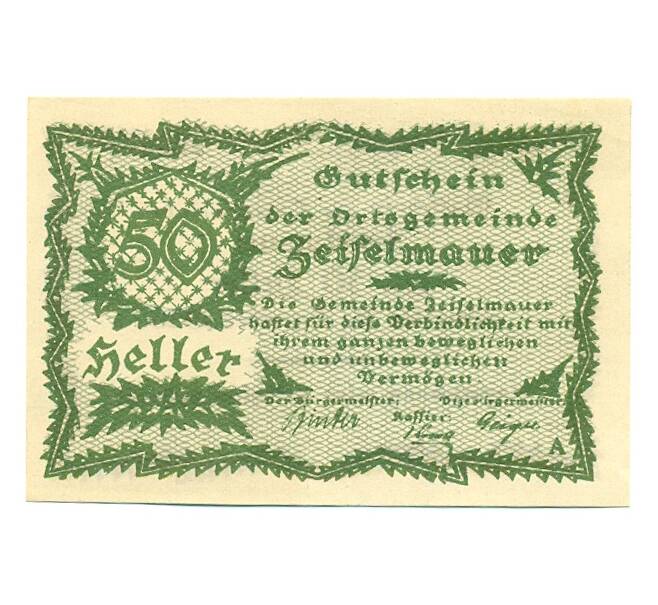 50
Heller
Gutschein
der Ortsgemeinde
Zeiselmauer
Die Gemeinde Zeiselmauer
haftet für diese Verbindlichkeit mit
ihrem ganzen beweglichen
und unbeweglichen
Vermögen
Der Bürgermeister: Vizebürgermeister
Kassier:
A